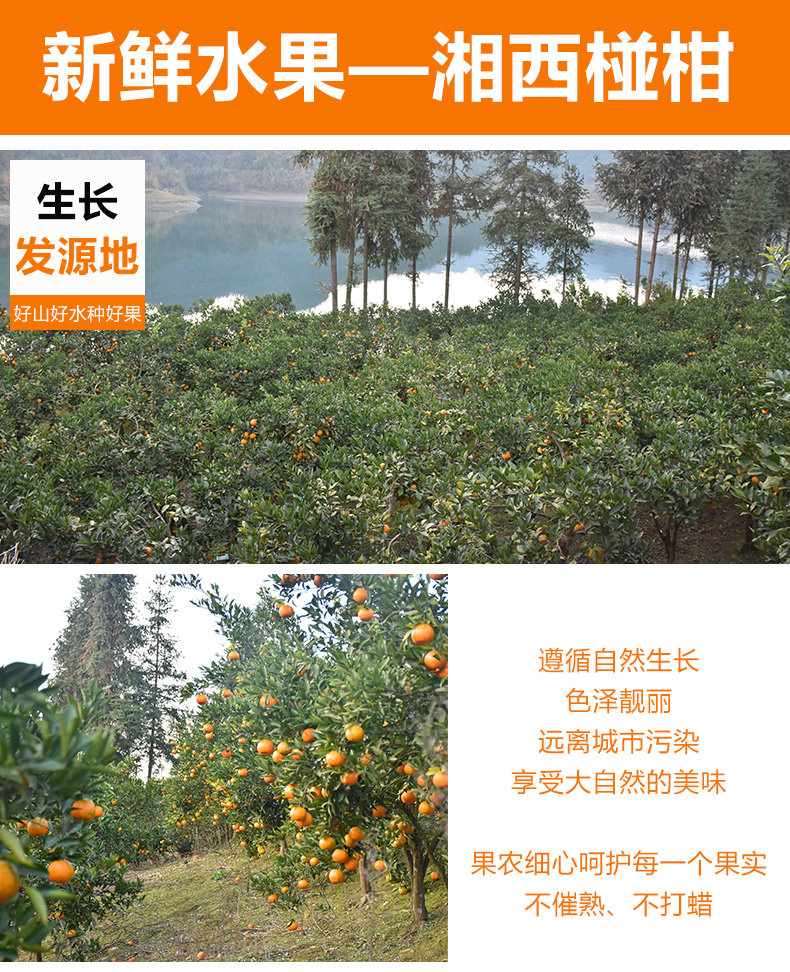 新鲜水果—湘西椪柑
生长
发源地
好山好水种好果
遵循自然生长
色泽靓丽
远离城市污染
享受大自然的美味
果农细心呵护每一个果实
不催熟、不打蜡